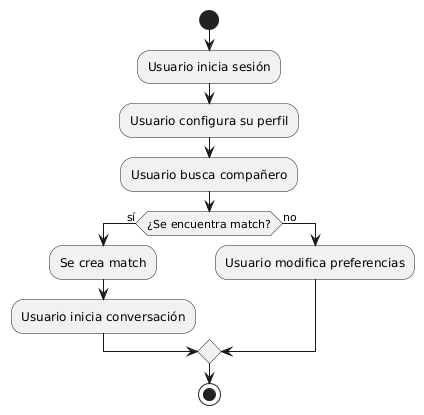 Usuario inicia sesión
Usuario configura su perfil
Usuario busca compañero
sí
¿Se encuentra match?
no
Se crea match
Usuario modifica preferencias
Usuario inicia conversación